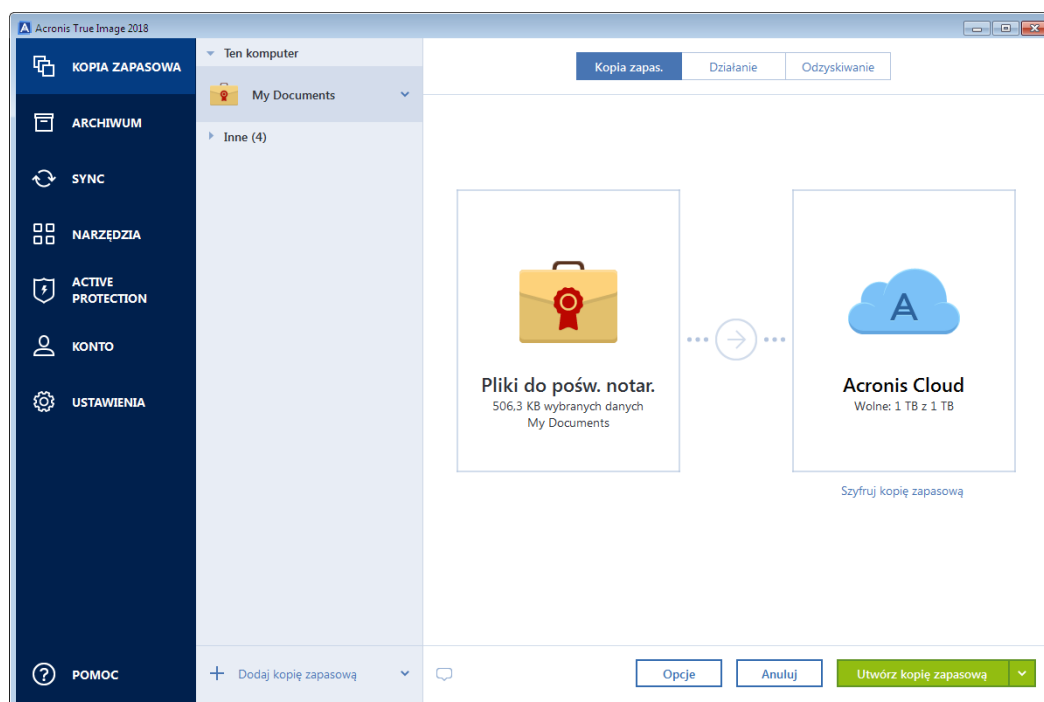 Acronis True Image 2018
KOPIA ZAPASOWA
ARCHIWUM
SYNC
NARZĘDZIA
ACTIVE
PROTECTION
KONTO
USTAWIENIA
POMOC
Ten komputer
My Documents
Inne (4)
Dodaj kopię zapasową
Kopia zapas.
Działanie
Odzyskiwanie
Pliki do pośw. notar.
506,3 KB wybranych danych
My Documents
Acronis Cloud
Wolne: 1 TB z 1 TB
Szyfruj kopię zapasową
Opcje
Anuluj
Utwórz kopię zapasową